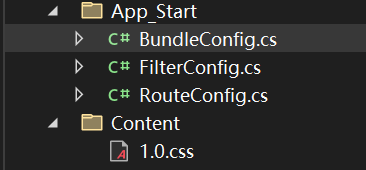 App_Start
C# BundleConfig.cs
C# FilterConfig.cs
C# RouteConfig.cs
Content
1.0.css